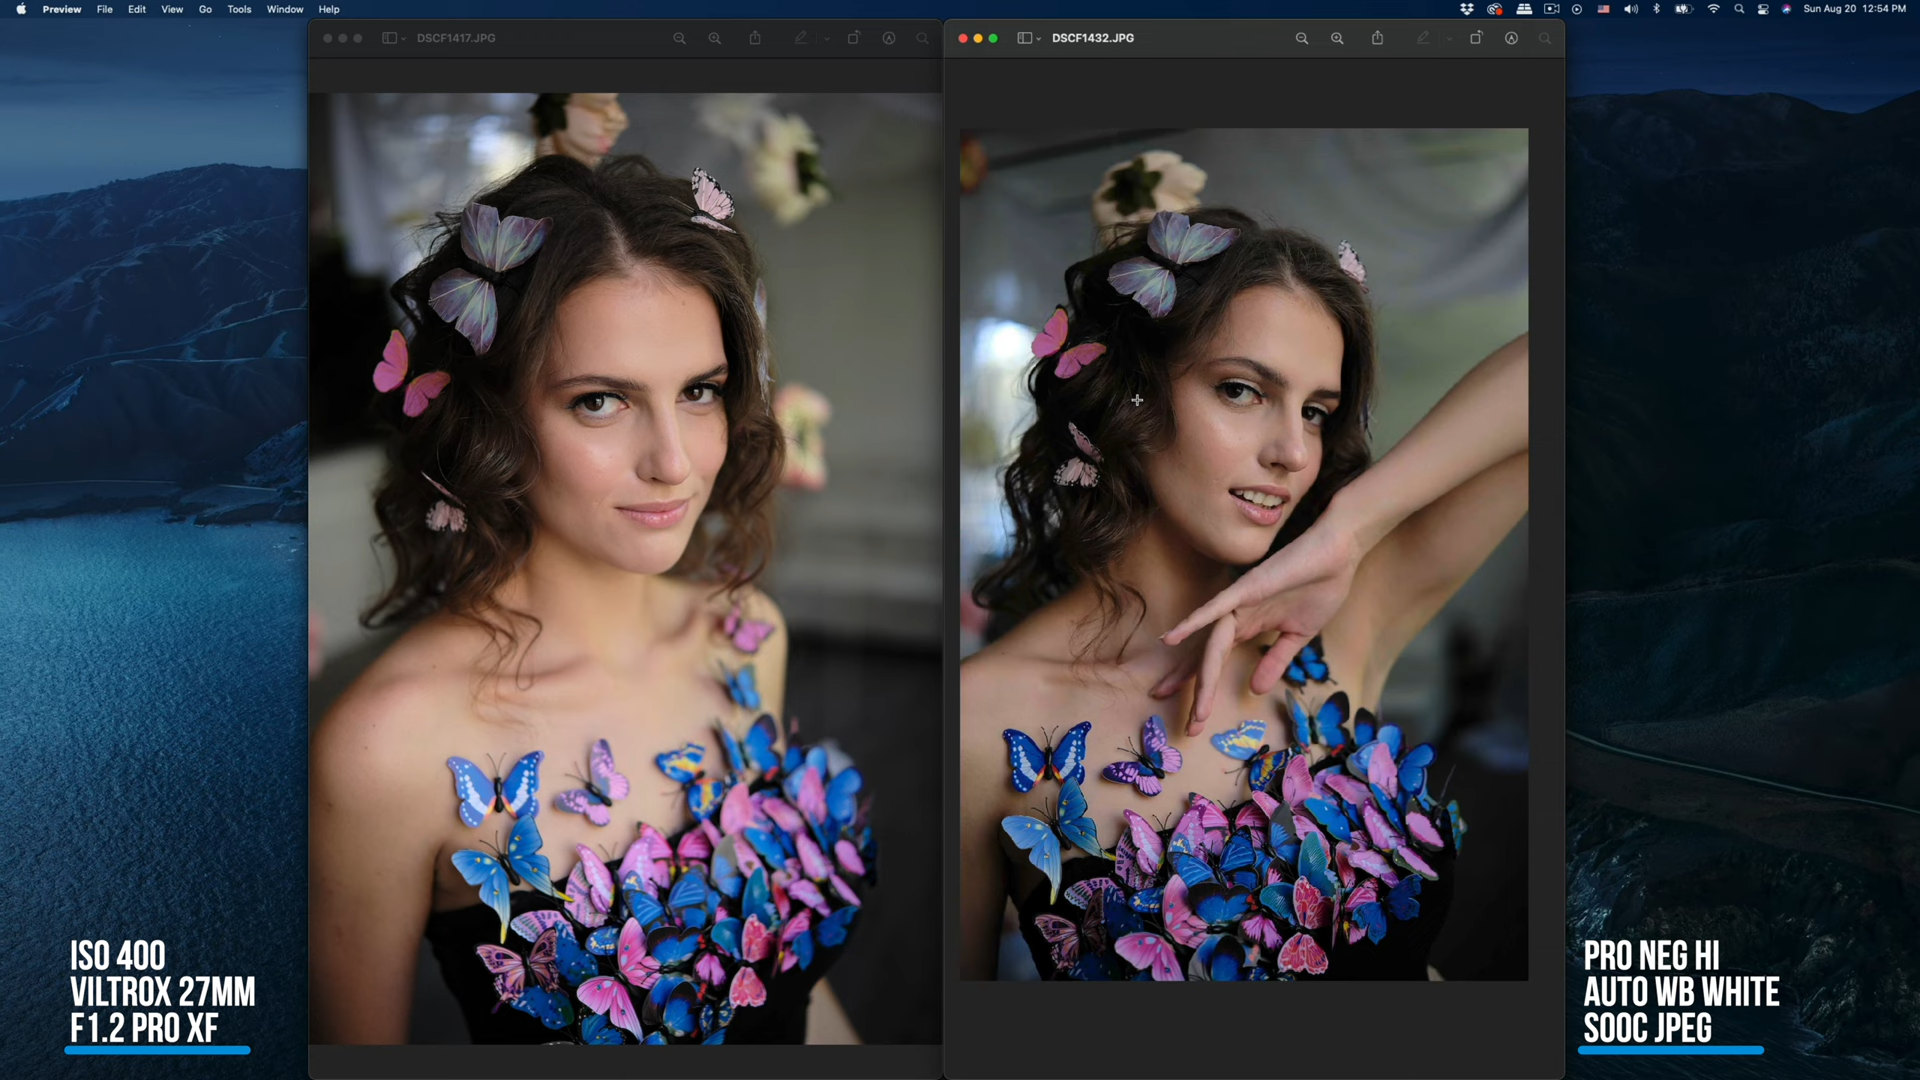 Preview File Edit View Go Tools Window Help
Sun Aug 20 12:54 PM
DSCF1417.JPG
DSCF1432.JPG
ISO 400
VILTROX 27MM
F1.2 PRO XF
PRO NEG HI
AUTO WB WHITE
SOOC JPEG